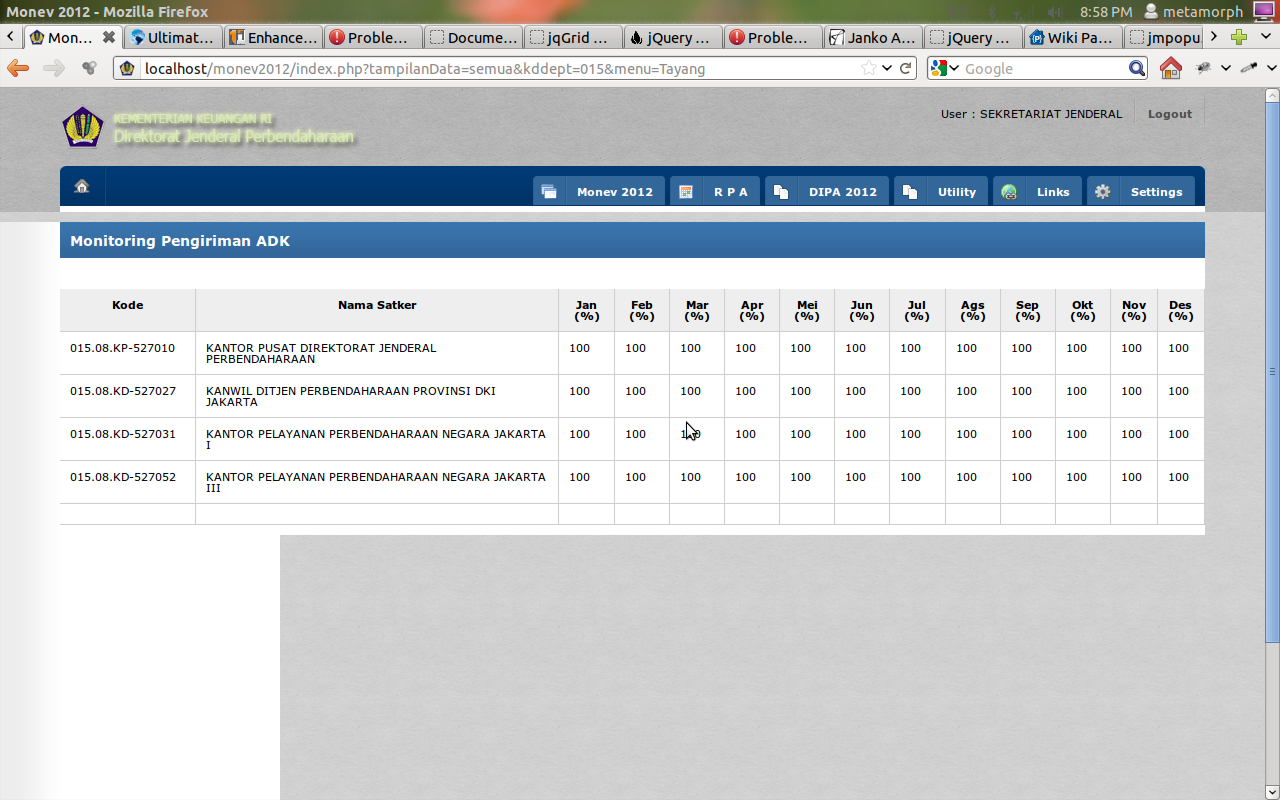 Monev 2012 - Mozilla Firefox
8:58 PM metamorph
Mon... Ultimat... Enhance... Proble... Docume... jqGrid ... jQuery ... Proble... Janko A... jQuery ... Wiki Pa... jmpopu
localhost/monev2012/index.php?tampilanData=semua&kddept=015&menu=Tayang
Google
KEMENTERIAN KEUANGAN RI
Direktorat Jenderal Perbendaharaan
User : SEKRETARIAT JENDERAL
Logout
Monev 2012 R P A DIPA 2012 Utility Links Settings
Monitoring Pengiriman ADK
Kode Nama Satker Jan (%) Feb (%) Mar (%) Apr (%) Mei (%) Jun (%) Jul (%) Ags (%) Sep (%) Okt (%) Nov (%) Des (%)
015.08.KP-527010 KANTOR PUSAT DIREKTORAT JENDERAL 100 100 100 100 100 100 100 100 100 100 100 100
PERBENDAHARAAN
015.08.KD-527027 KANWIL DITJEN PERBENDAHARAAN PROVINSI DKI 100 100 100 100 100 100 100 100 100 100 100 100
JAKARTA
015.08.KD-527031 KANTOR PELAYANAN PERBENDAHARAAN NEGARA JAKARTA 100 100 100 100 100 100 100 100 100 100 100 100
I
015.08.KD-527052 KANTOR PELAYANAN PERBENDAHARAAN NEGARA JAKARTA 100 100 100 100 100 100 100 100 100 100 100 100
III